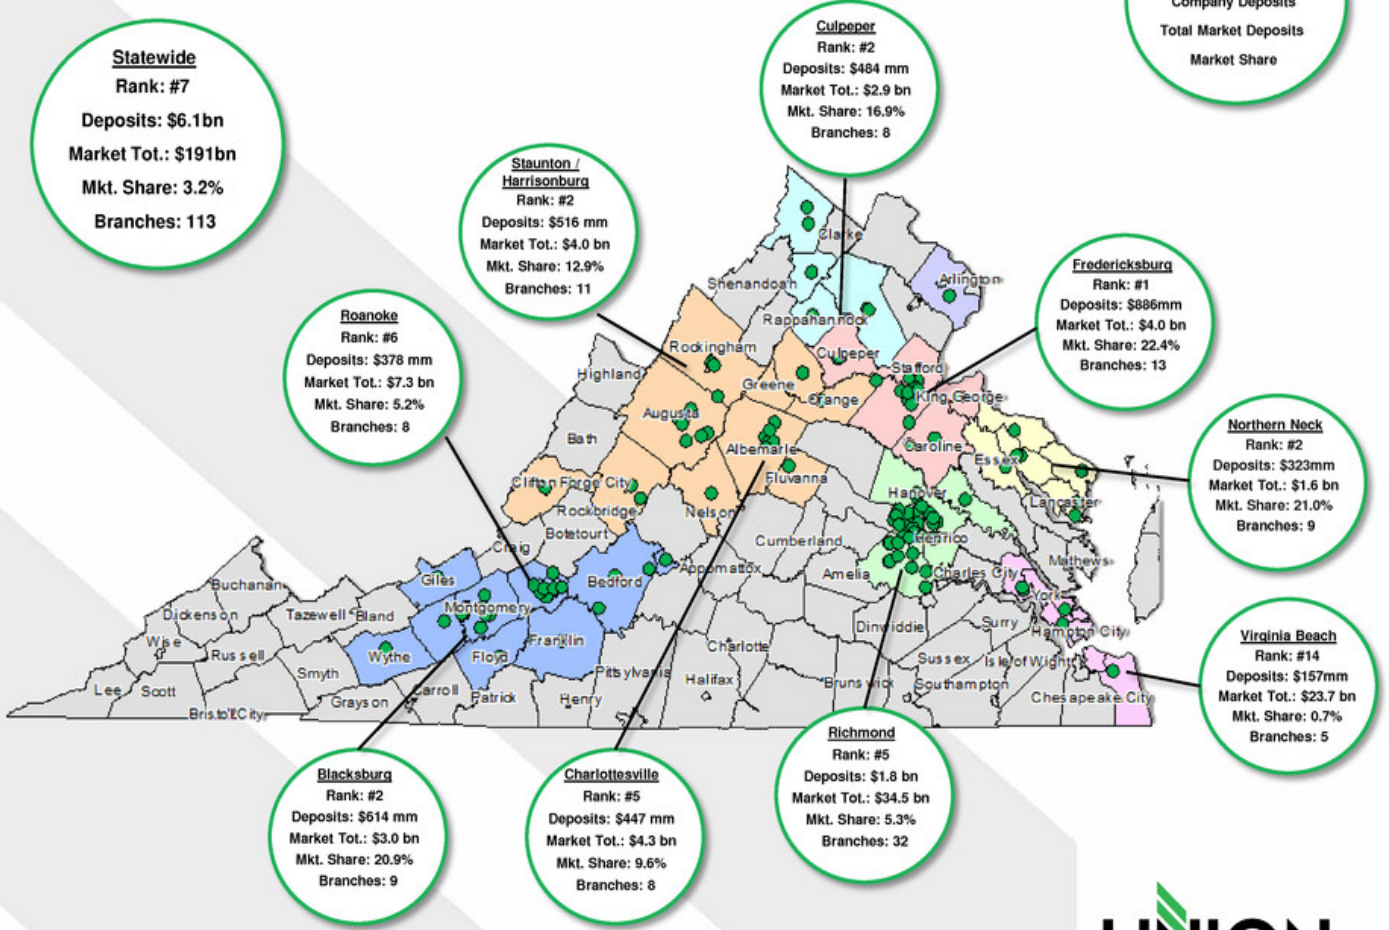 Company Deposits
Total Market Deposits
Market Share
Statewide
Rank: #7
Deposits: $6.1bn
Market Tot.: $191bn
Mkt. Share: 3.2%
Branches: 113
Culpeper
Rank: #2
Deposits: $484 mm
Market Tot.: $2.9 bn
Mkt. Share: 16.9%
Branches: 8
Staunton /
Harrisonburg
Rank: #2
Deposits: $516 mm
Market Tot.: $4.0 bn
Mkt. Share: 12.9%
Branches: 11
Fredericksburg
Rank: #1
Deposits: $886mm
Market Tot.: $4.0 bn
Mkt. Share: 22.4%
Branches: 13
Roanoke
Rank: #6
Deposits: $378 mm
Market Tot.: $7.3 bn
Mkt. Share: 5.2%
Branches: 8
Northern Neck
Rank: #2
Deposits: $323mm
Market Tot.: $1.6 bn
Mkt. Share: 21.0%
Branches: 9
Virginia Beach
Rank: #14
Deposits: $157mm
Market Tot.: $23.7 bn
Mkt. Share: 0.7%
Branches: 5
Blacksburg
Rank: #2
Deposits: $614 mm
Market Tot.: $3.0 bn
Mkt. Share: 20.9%
Branches: 9
Charlottesville
Rank: #5
Deposits: $447 mm
Market Tot.: $4.3 bn
Mkt. Share: 9.6%
Branches: 8
Richmond
Rank: #5
Deposits: $1.8 bn
Market Tot.: $34.5 bn
Mkt. Share: 5.3%
Branches: 32
Clarke
Arlington
Shenandoah
Rappahannock
Rockingham
Culpeper
Stafford
Highland
Greene
Orange
King George
Augusta
Bath
Albemarle
Caroline
Essex
Clifton Forge City
Fluvanna
Hanover
Rockbridge
Nelson
Lancaster
Botetourt
Cumberland
Henrico
Craig
Mathews
Appomattox
Amelia
Charles City
Buchanan
Giles
Bedford
York
Dickenson
Tazewell
Bland
Montgomery
Dinwiddie
Surry
Hampton City
Wise
Russell
Wythe
Floyd
Franklin
Charlotte
Sussex
Isle of Wight
Smyth
Pittsylvania
Halifax
Brunswick
Southampton
Lee
Scott
Grayson
Carroll
Patrick
Henry
Chesapeake City
Bristol City
UNION